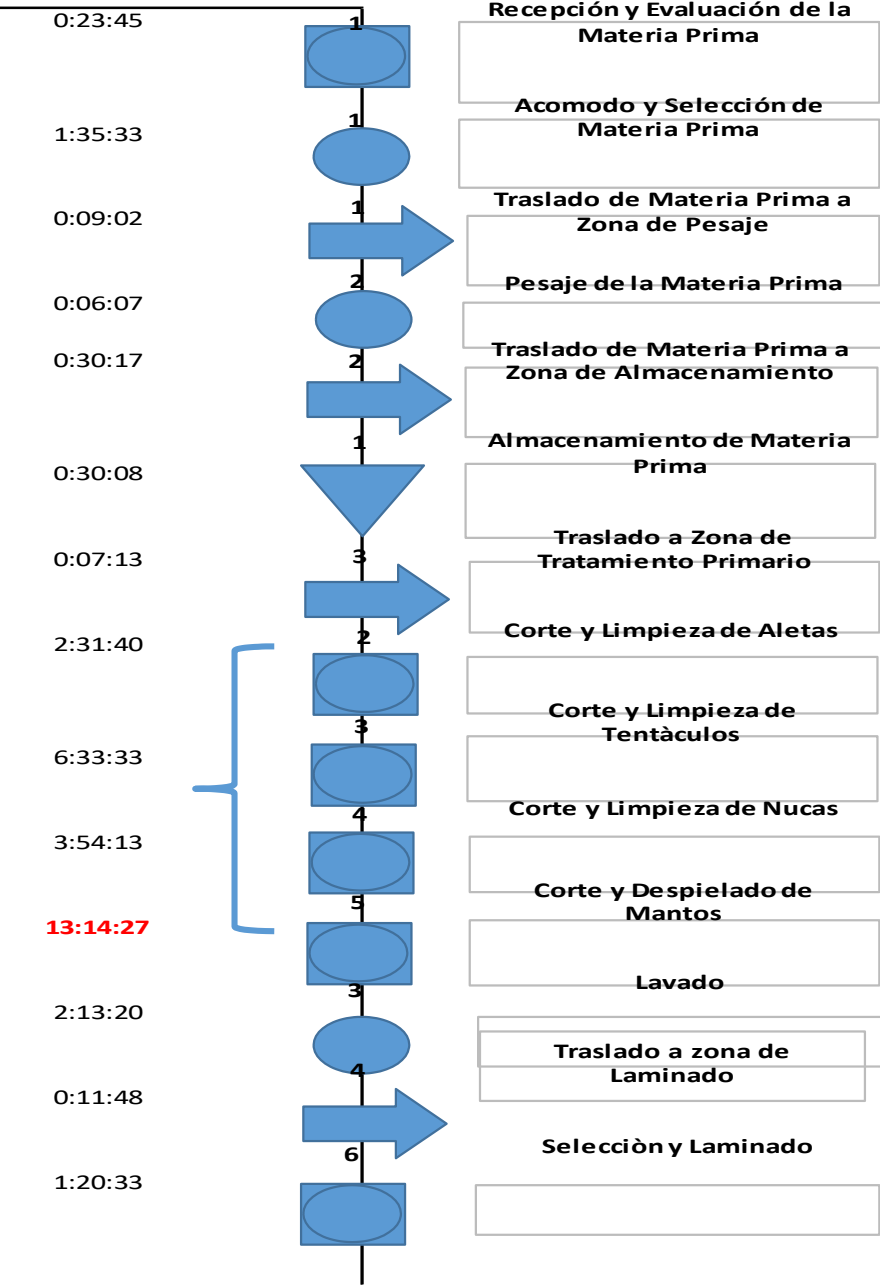 Recepción y Evaluación de la
0:23:45
1
Materia Prima
Acomodo y Selección de
1
Materia Prima
1:35:33
Traslado de Materia Prima a
1
0:09:02
Zona de Pesaje
2
Pesaje de la Materia Prima
0:06:07
Traslado de Materia Prima a
0:30:17
2
Zona de Almacenamiento
1
Almacenamiento de Materia
Prima
0:30:08
Traslado a Zona de
0:07:13
3
Tratamiento Primario
2:31:40
2
Corte y Limpieza de Aletas
Corte y Limpieza de
3
Tentàculos
6:33:33
4
Corte y Limpieza de Nucas
3:54:13
Corte y Despielado de
5
Mantos
13:14:27
3
Lavado
2:13:20
Traslado a zona de
4
Laminado
0:11:48
6
Selecciòn y Laminado
1:20:33